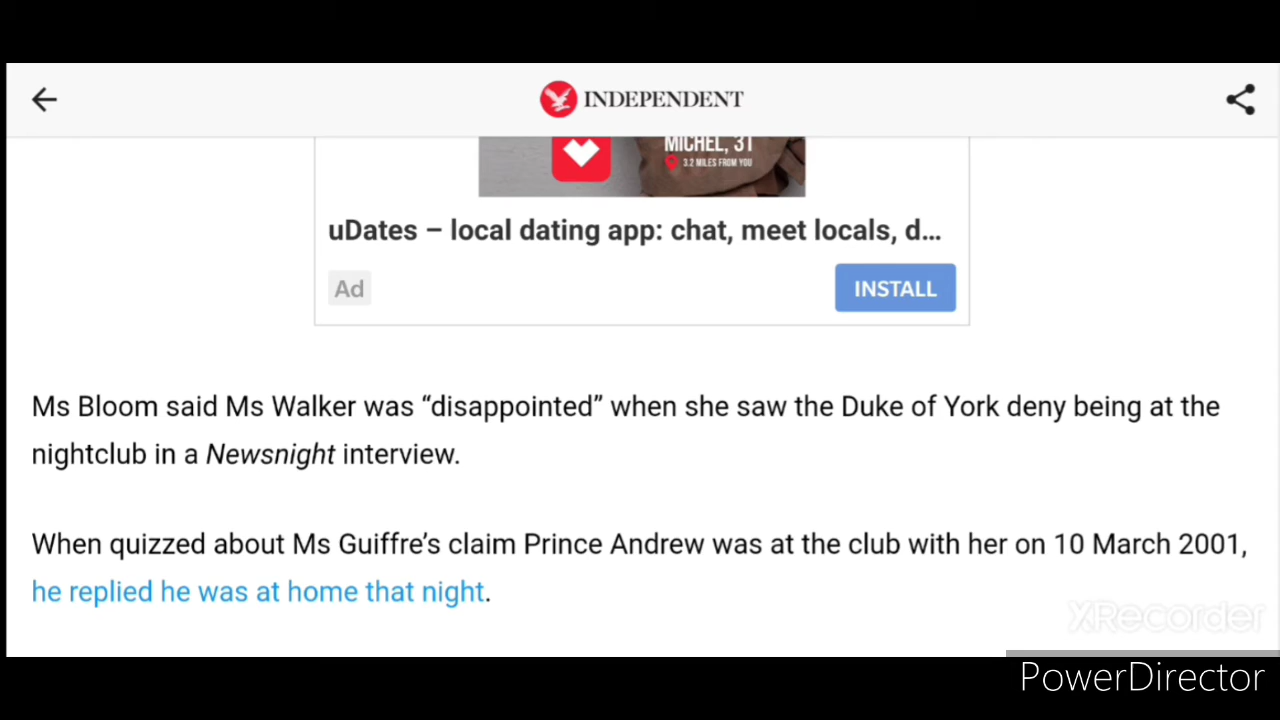 INDEPENDENT
MICHEL, 31
3.2 MILES FROM YOU
uDates – local dating app: chat, meet locals, d...
Ad
INSTALL
Ms Bloom said Ms Walker was “disappointed” when she saw the Duke of York deny being at the
nightclub in a Newsnight interview.
When quizzed about Ms Guiffre’s claim Prince Andrew was at the club with her on 10 March 2001,
he replied he was at home that night.
XRecorder
PowerDirector